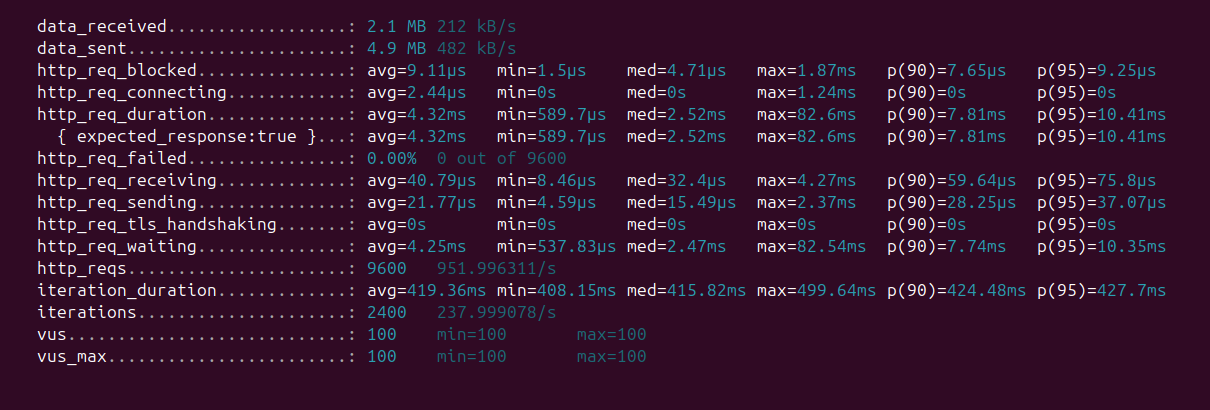 data_received..................: 2.1 MB 212 kB/s
data_sent......................: 4.9 MB 482 kB/s
http_req_blocked...............: avg=9.11µs   min=1.5µs    med=4.71µs   max=1.87ms   p(90)=7.65µs   p(95)=9.25µs
http_req_connecting............: avg=2.44µs   min=0s       med=0s       max=1.24ms   p(90)=0s       p(95)=0s
http_req_duration..............: avg=4.32ms   min=589.7µs  med=2.52ms   max=82.6ms   p(90)=7.81ms   p(95)=10.41ms
  { expected_response:true }...: avg=4.32ms   min=589.7µs  med=2.52ms   max=82.6ms   p(90)=7.81ms   p(95)=10.41ms
http_req_failed................: 0.00%  0 out of 9600
http_req_receiving.............: avg=40.79µs  min=8.46µs   med=32.4µs   max=4.27ms   p(90)=59.64µs  p(95)=75.8µs
http_req_sending...............: avg=21.77µs  min=4.59µs   med=15.49µs  max=2.37ms   p(90)=28.25µs  p(95)=37.07µs
http_req_tls_handshaking.......: avg=0s       min=0s       med=0s       max=0s       p(90)=0s       p(95)=0s
http_req_waiting...............: avg=4.25ms   min=537.83µs med=2.47ms   max=82.54ms  p(90)=7.74ms   p(95)=10.35ms
http_reqs......................: 9600   951.996311/s
iteration_duration.............: avg=419.36ms min=408.15ms med=415.82ms max=499.64ms p(90)=424.48ms p(95)=427.7ms
iterations.....................: 2400   237.999078/s
vus............................: 100    min=100       max=100
vus_max........................: 100    min=100       max=100